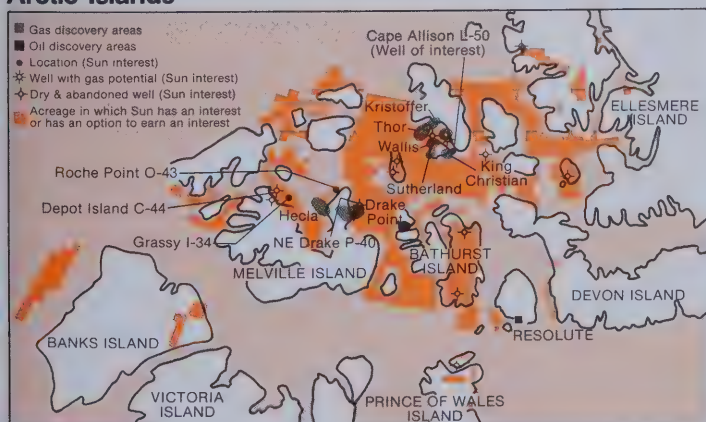 Arctic Islands
Gas discovery areas
Oil discovery areas
Location (Sun interest)
Well with gas potential (Sun interest)
Dry & abandoned well (Sun interest)
Acreage in which Sun has an interest
or has an option to earn an interest
Cape Allison L-50
(Well of interest)
Kristoffer
Thor
Wallis
ELLESMERE
ISLAND
Roche Point O-43
King
Christian
Sutherland
Depot Island C-44
Hecla
Drake
Point
Grassy I-34
NE Drake P-40
BATHURST
ISLAND
MELVILLE ISLAND
DEVON ISLAND
RESOLUTE
BANKS ISLAND
VICTORIA
ISLAND
PRINCE OF WALES
ISLAND